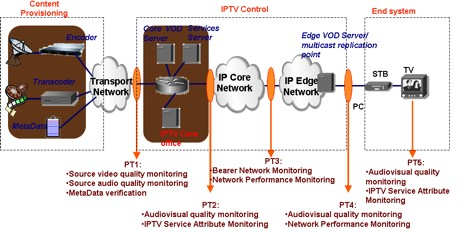 Content
Provisioning
IPTV Control
End system
Encoder
Core VOD
Server
Services
Server
Edge VOD Server/
multicast replication
point
Transcoder
Transport
Network
IP Core
Network
IP Edge
Network
STB
TV
PC
MetaData
IPTV Core
office
PT1:
•Source video quality monitoring
•Source audio quality monitoring
•MetaData verification
PT2:
•Audiovisual quality monitoring
•IPTV Service Attribute Monitoring
PT3:
•Bearer Network Monitoring
•Network Performance Monitoring
PT4:
•Audiovisual quality monitoring
•Network Performance Monitoring
PT5:
•Audiovisual quality
monitoring
•IPTV Service Attribute
Monitoring